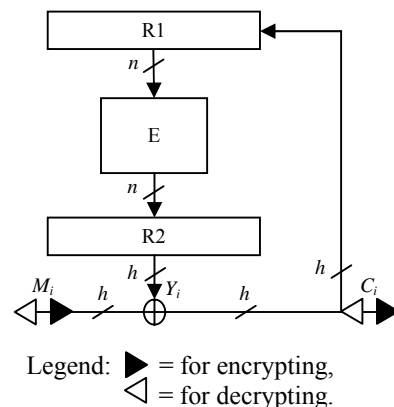 R1
n
E
n
R2
h
M_i
h
Y_i
h
h
C_i
Legend: ▶ = for encrypting,
◁ = for decrypting.